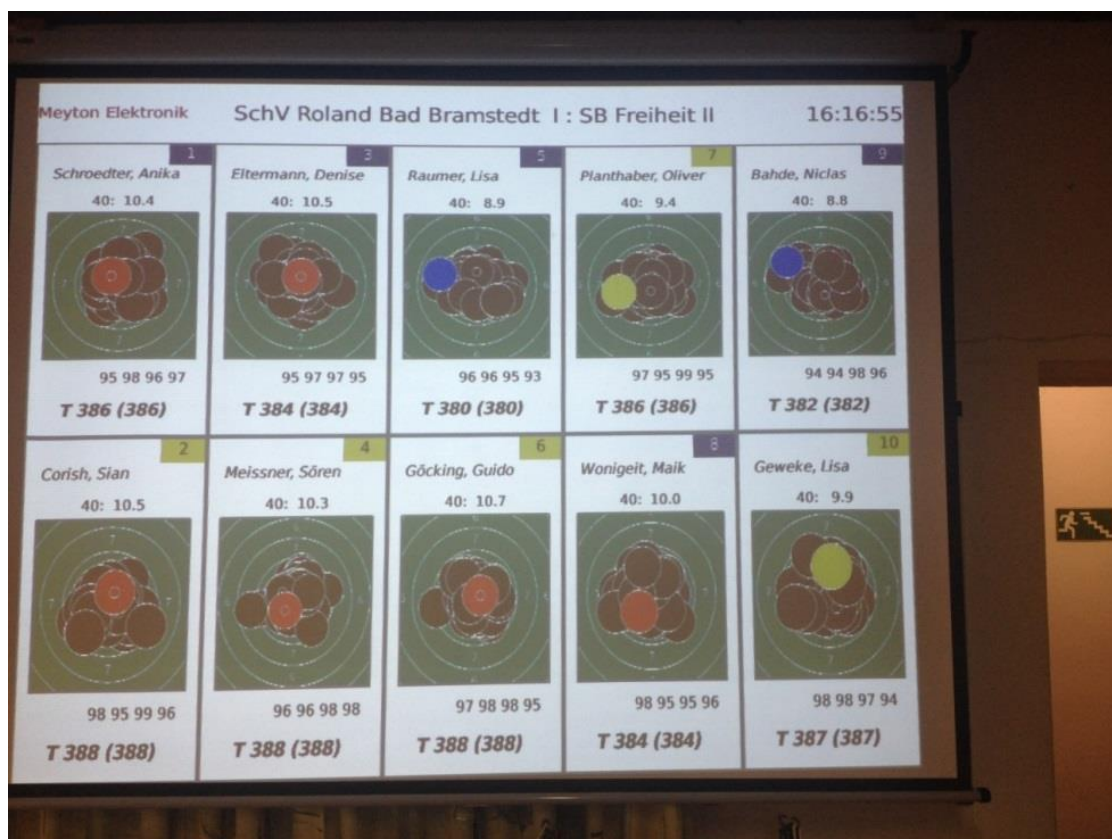 Meyton Elektronik SchV Roland Bad Bramstedt I : SB Freiheit II 16:16:55
1
Schroedter, Anika
40: 10.4
95 98 96 97
T 386 (386)
3
Eltermann, Denise
40: 10.5
95 97 97 95
T 384 (384)
5
Raumer, Lisa
40: 8.9
96 96 95 93
T 380 (380)
7
Planthaber, Oliver
40: 9.4
97 95 99 95
T 386 (386)
9
Bahde, Niclas
40: 8.8
94 94 98 96
T 382 (382)
2
Corish, Sian
40: 10.5
98 95 99 96
T 388 (388)
4
Meissner, Sören
40: 10.3
96 96 98 98
T 388 (388)
6
Göcking, Guido
40: 10.7
97 98 98 95
T 388 (388)
8
Wonigeit, Maik
40: 10.0
98 95 95 96
T 384 (384)
10
Geweke, Lisa
40: 9.9
98 98 97 94
T 387 (387)